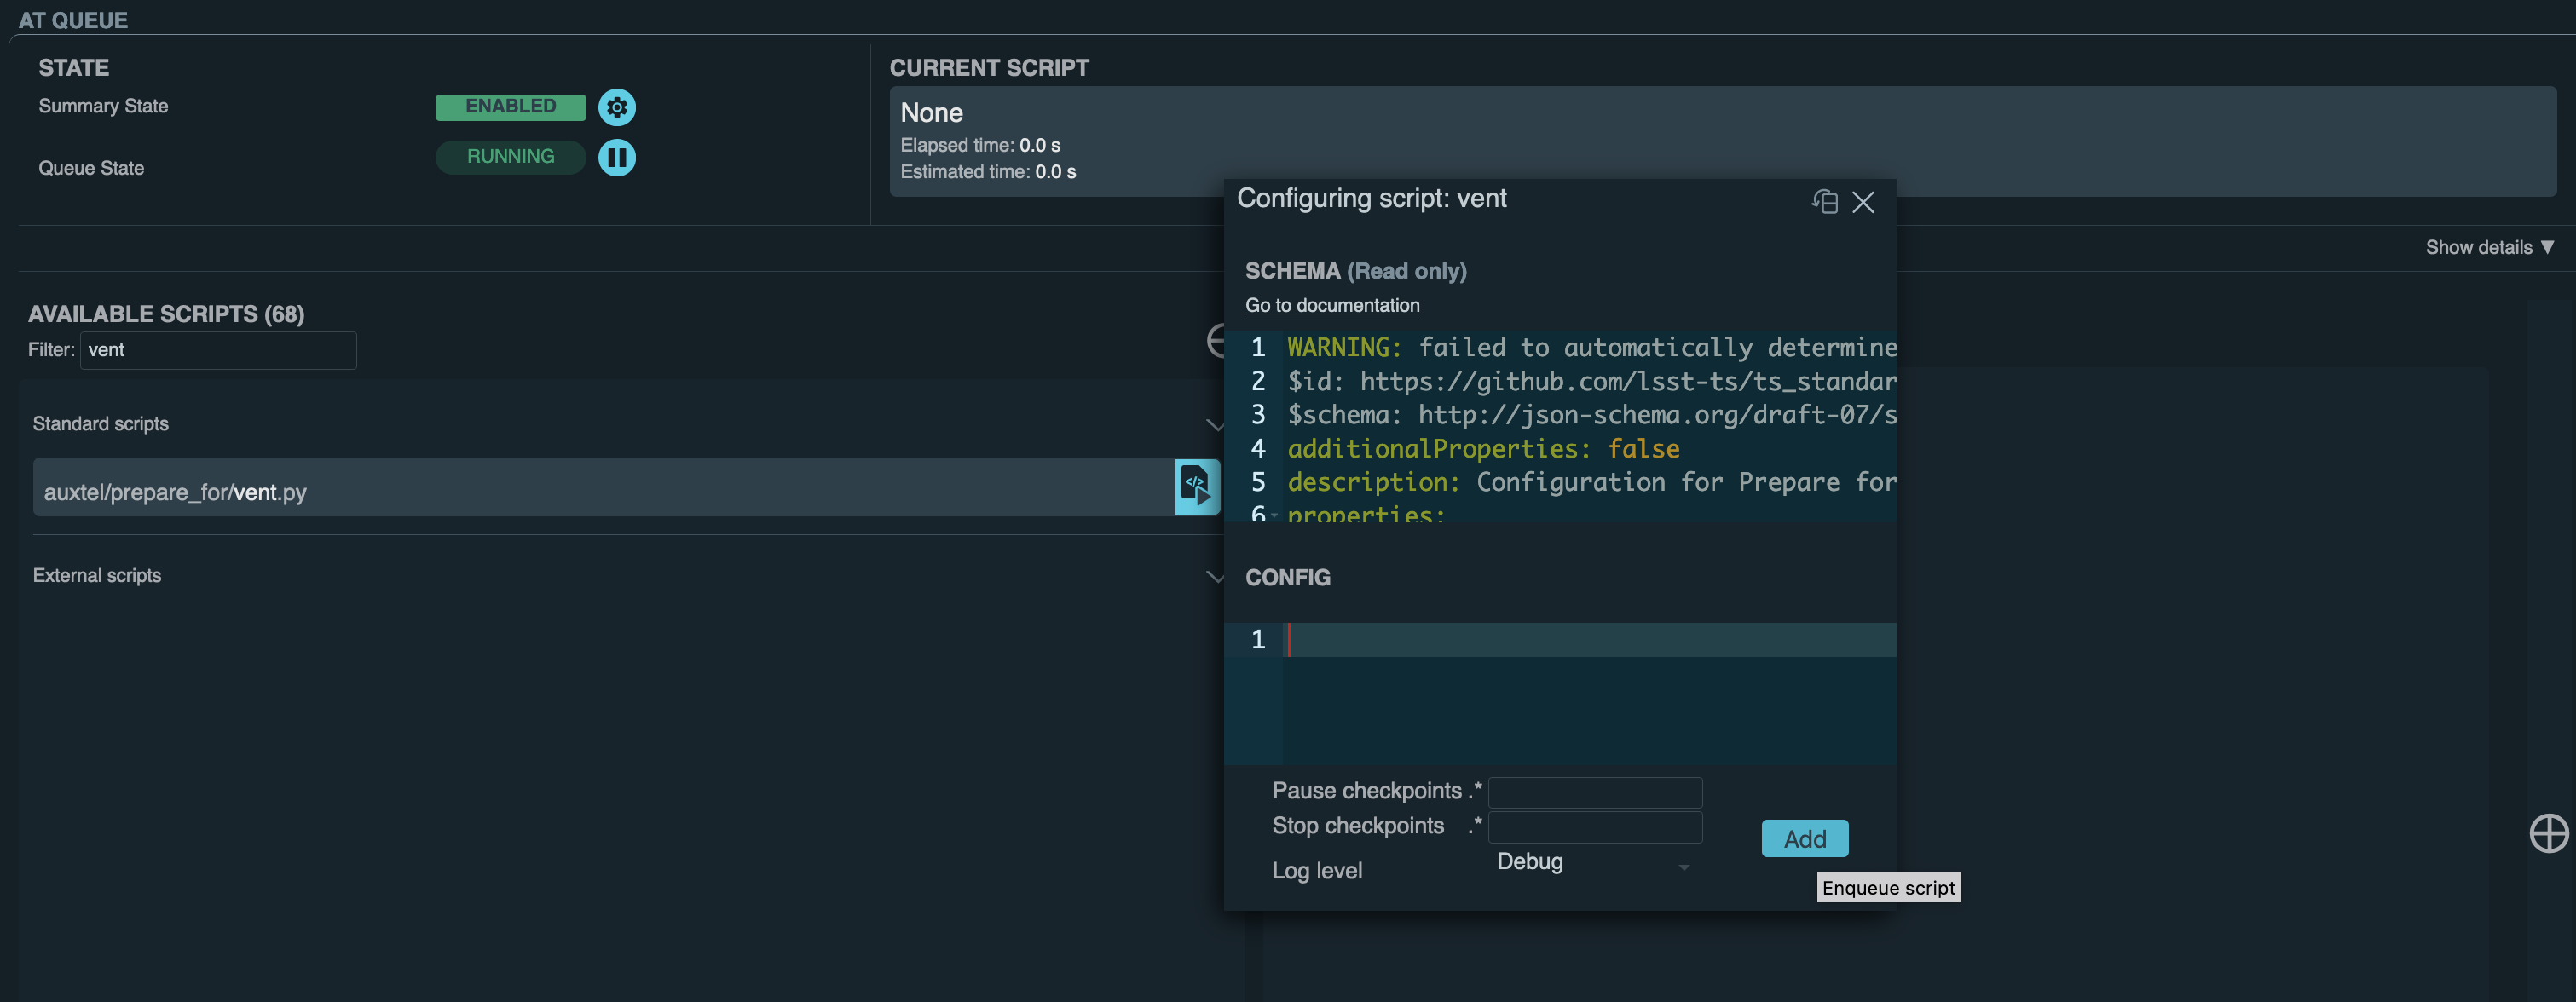 AT QUEUE
STATE
Summary State
ENABLED
Queue State
RUNNING
CURRENT SCRIPT
None
Elapsed time: 0.0 s
Estimated time: 0.0 s
Show details ▼
AVAILABLE SCRIPTS (68)
Filter: vent
Standard scripts
auxtel/prepare_for/vent.py
</>
External scripts
Configuring script: vent
SCHEMA (Read only)
Go to documentation
1 WARNING: failed to automatically determine
2 $id: https://github.com/lsst-ts/ts_standar
3 $schema: http://json-schema.org/draft-07/s
4 additionalProperties: false
5 description: Configuration for Prepare for
6 properties:
CONFIG
1
Pause checkpoints .*
Stop checkpoints .*
Log level Debug
Add
Enqueue script